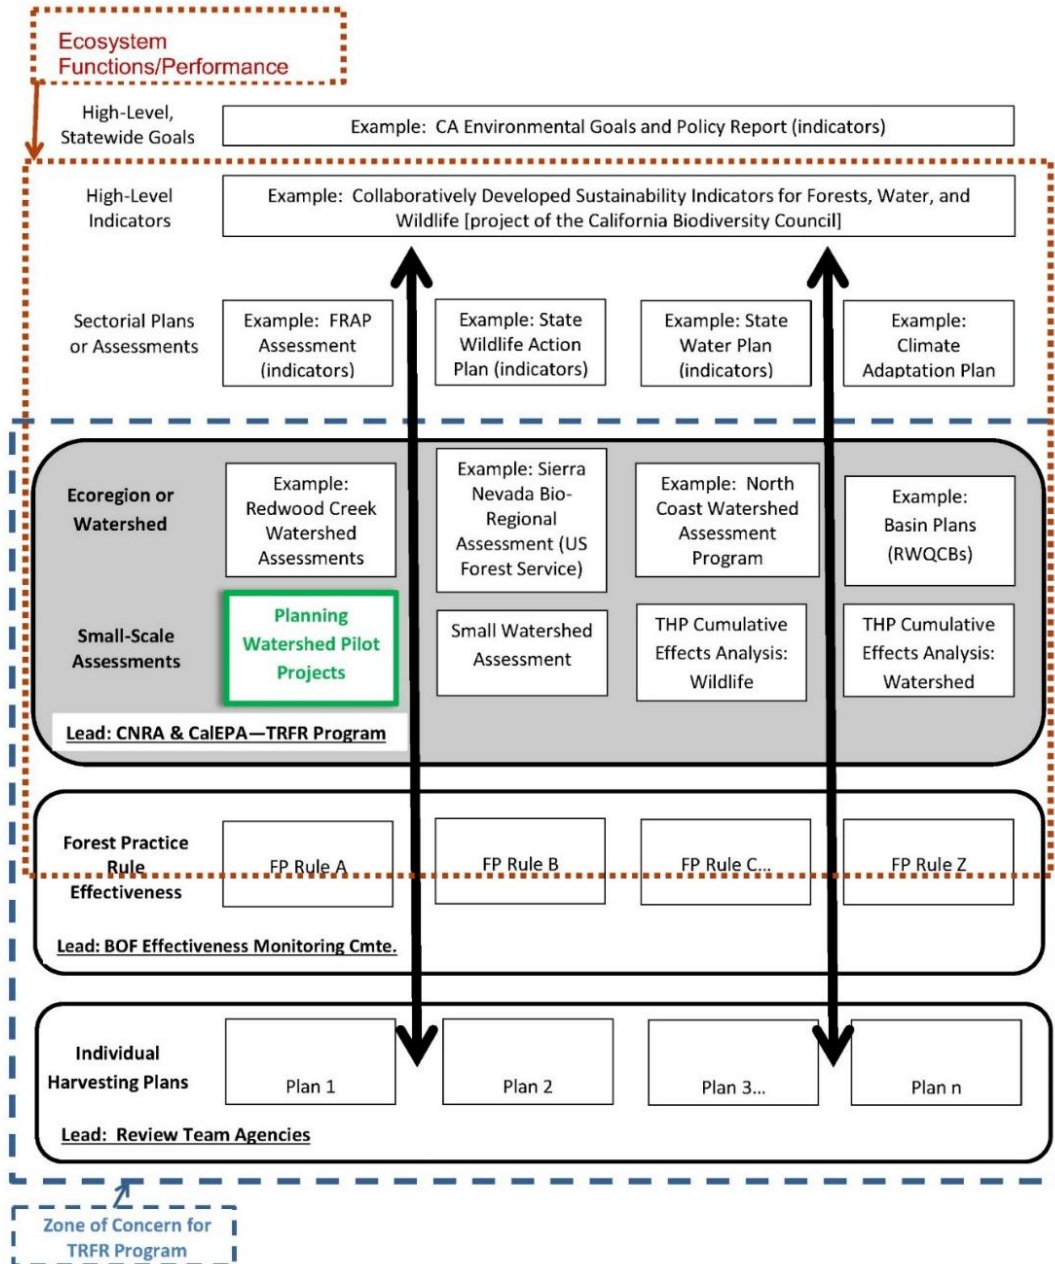 Ecosystem
Functions/Performance
High-Level,
Statewide Goals
Example: CA Environmental Goals and Policy Report (indicators)
High-Level
Indicators
Example: Collaboratively Developed Sustainability Indicators for Forests, Water, and
Wildlife [project of the California Biodiversity Council]
Sectorial Plans
or Assessments
Example: FRAP
Assessment
(indicators)
Example: State
Wildlife Action
Plan (indicators)
Example: State
Water Plan
(indicators)
Example:
Climate
Adaptation Plan
Ecoregion or
Watershed
Example:
Redwood Creek
Watershed
Assessments
Example: Sierra
Nevada Bio-
Regional
Assessment (US
Forest Service)
Example: North
Coast Watershed
Assessment
Program
Example:
Basin Plans
(RWQCBs)
Small-Scale
Assessments
Planning
Watershed Pilot
Projects
Small Watershed
Assessment
THP Cumulative
Effects Analysis:
Wildlife
THP Cumulative
Effects Analysis:
Watershed
Lead: CNRA & CalEPA—TRFR Program
Forest Practice
Rule
Effectiveness
FP Rule A
FP Rule B
FP Rule C...
FP Rule Z
Lead: BOF Effectiveness Monitoring Cmte.
Individual
Harvesting Plans
Plan 1
Plan 2
Plan 3...
Plan n
Lead: Review Team Agencies
Zone of Concern for
TRFR Program